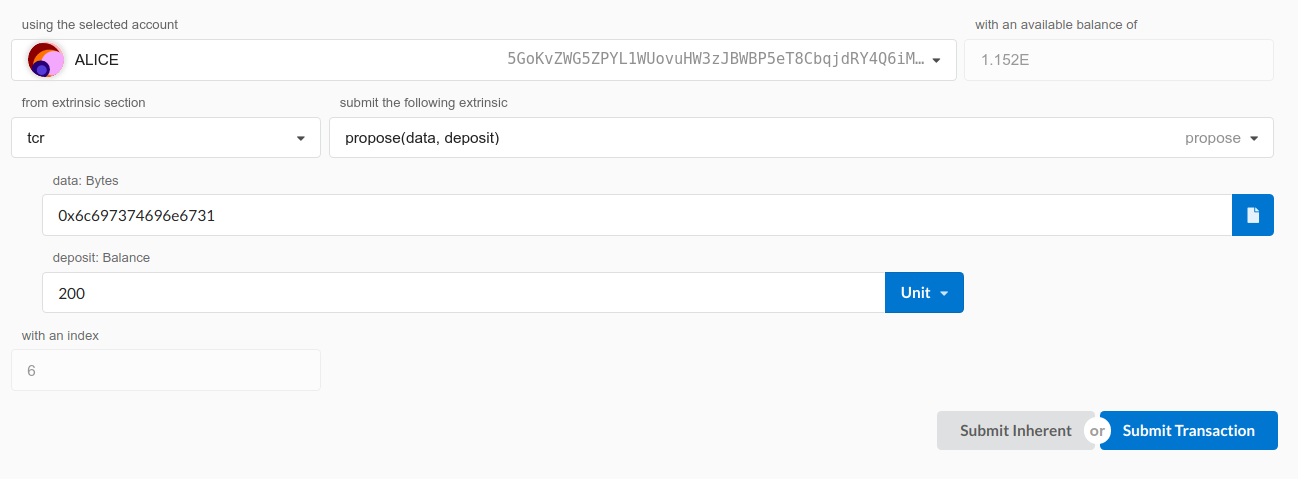 using the selected account
with an available balance of
ALICE
5GoKvZWG5ZPYL1WUovuHW3zJBWBP5eT8CbqjdRY4Q6iM…
1.152E
from extrinsic section
submit the following extrinsic
tcr
propose(data, deposit)
propose
data: Bytes
0x6c697374696e6731
deposit: Balance
200
Unit
with an index
6
Submit Inherent
or
Submit Transaction